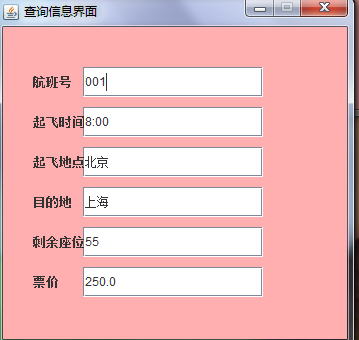 查询信息界面
航班号 001
起飞时间 8:00
起飞地点 北京
目的地 上海
剩余座位 55
票价 250.0